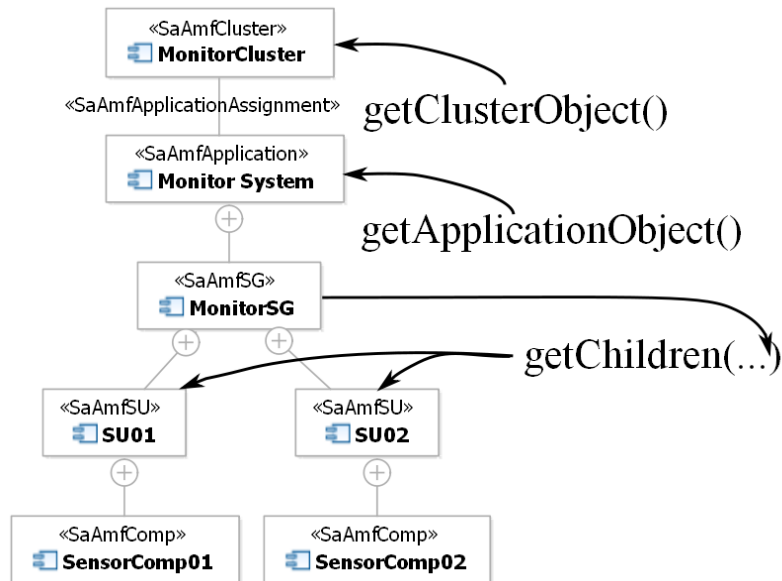 «SaAmfCluster»
MonitorCluster
«SaAmfApplicationAssignment»
getClusterObject()
«SaAmfApplication»
Monitor System
getApplicationObject()
«SaAmfSG»
MonitorSG
getChildren(...)
«SaAmfSU»
SU01
«SaAmfSU»
SU02
«SaAmfComp»
SensorComp01
«SaAmfComp»
SensorComp02